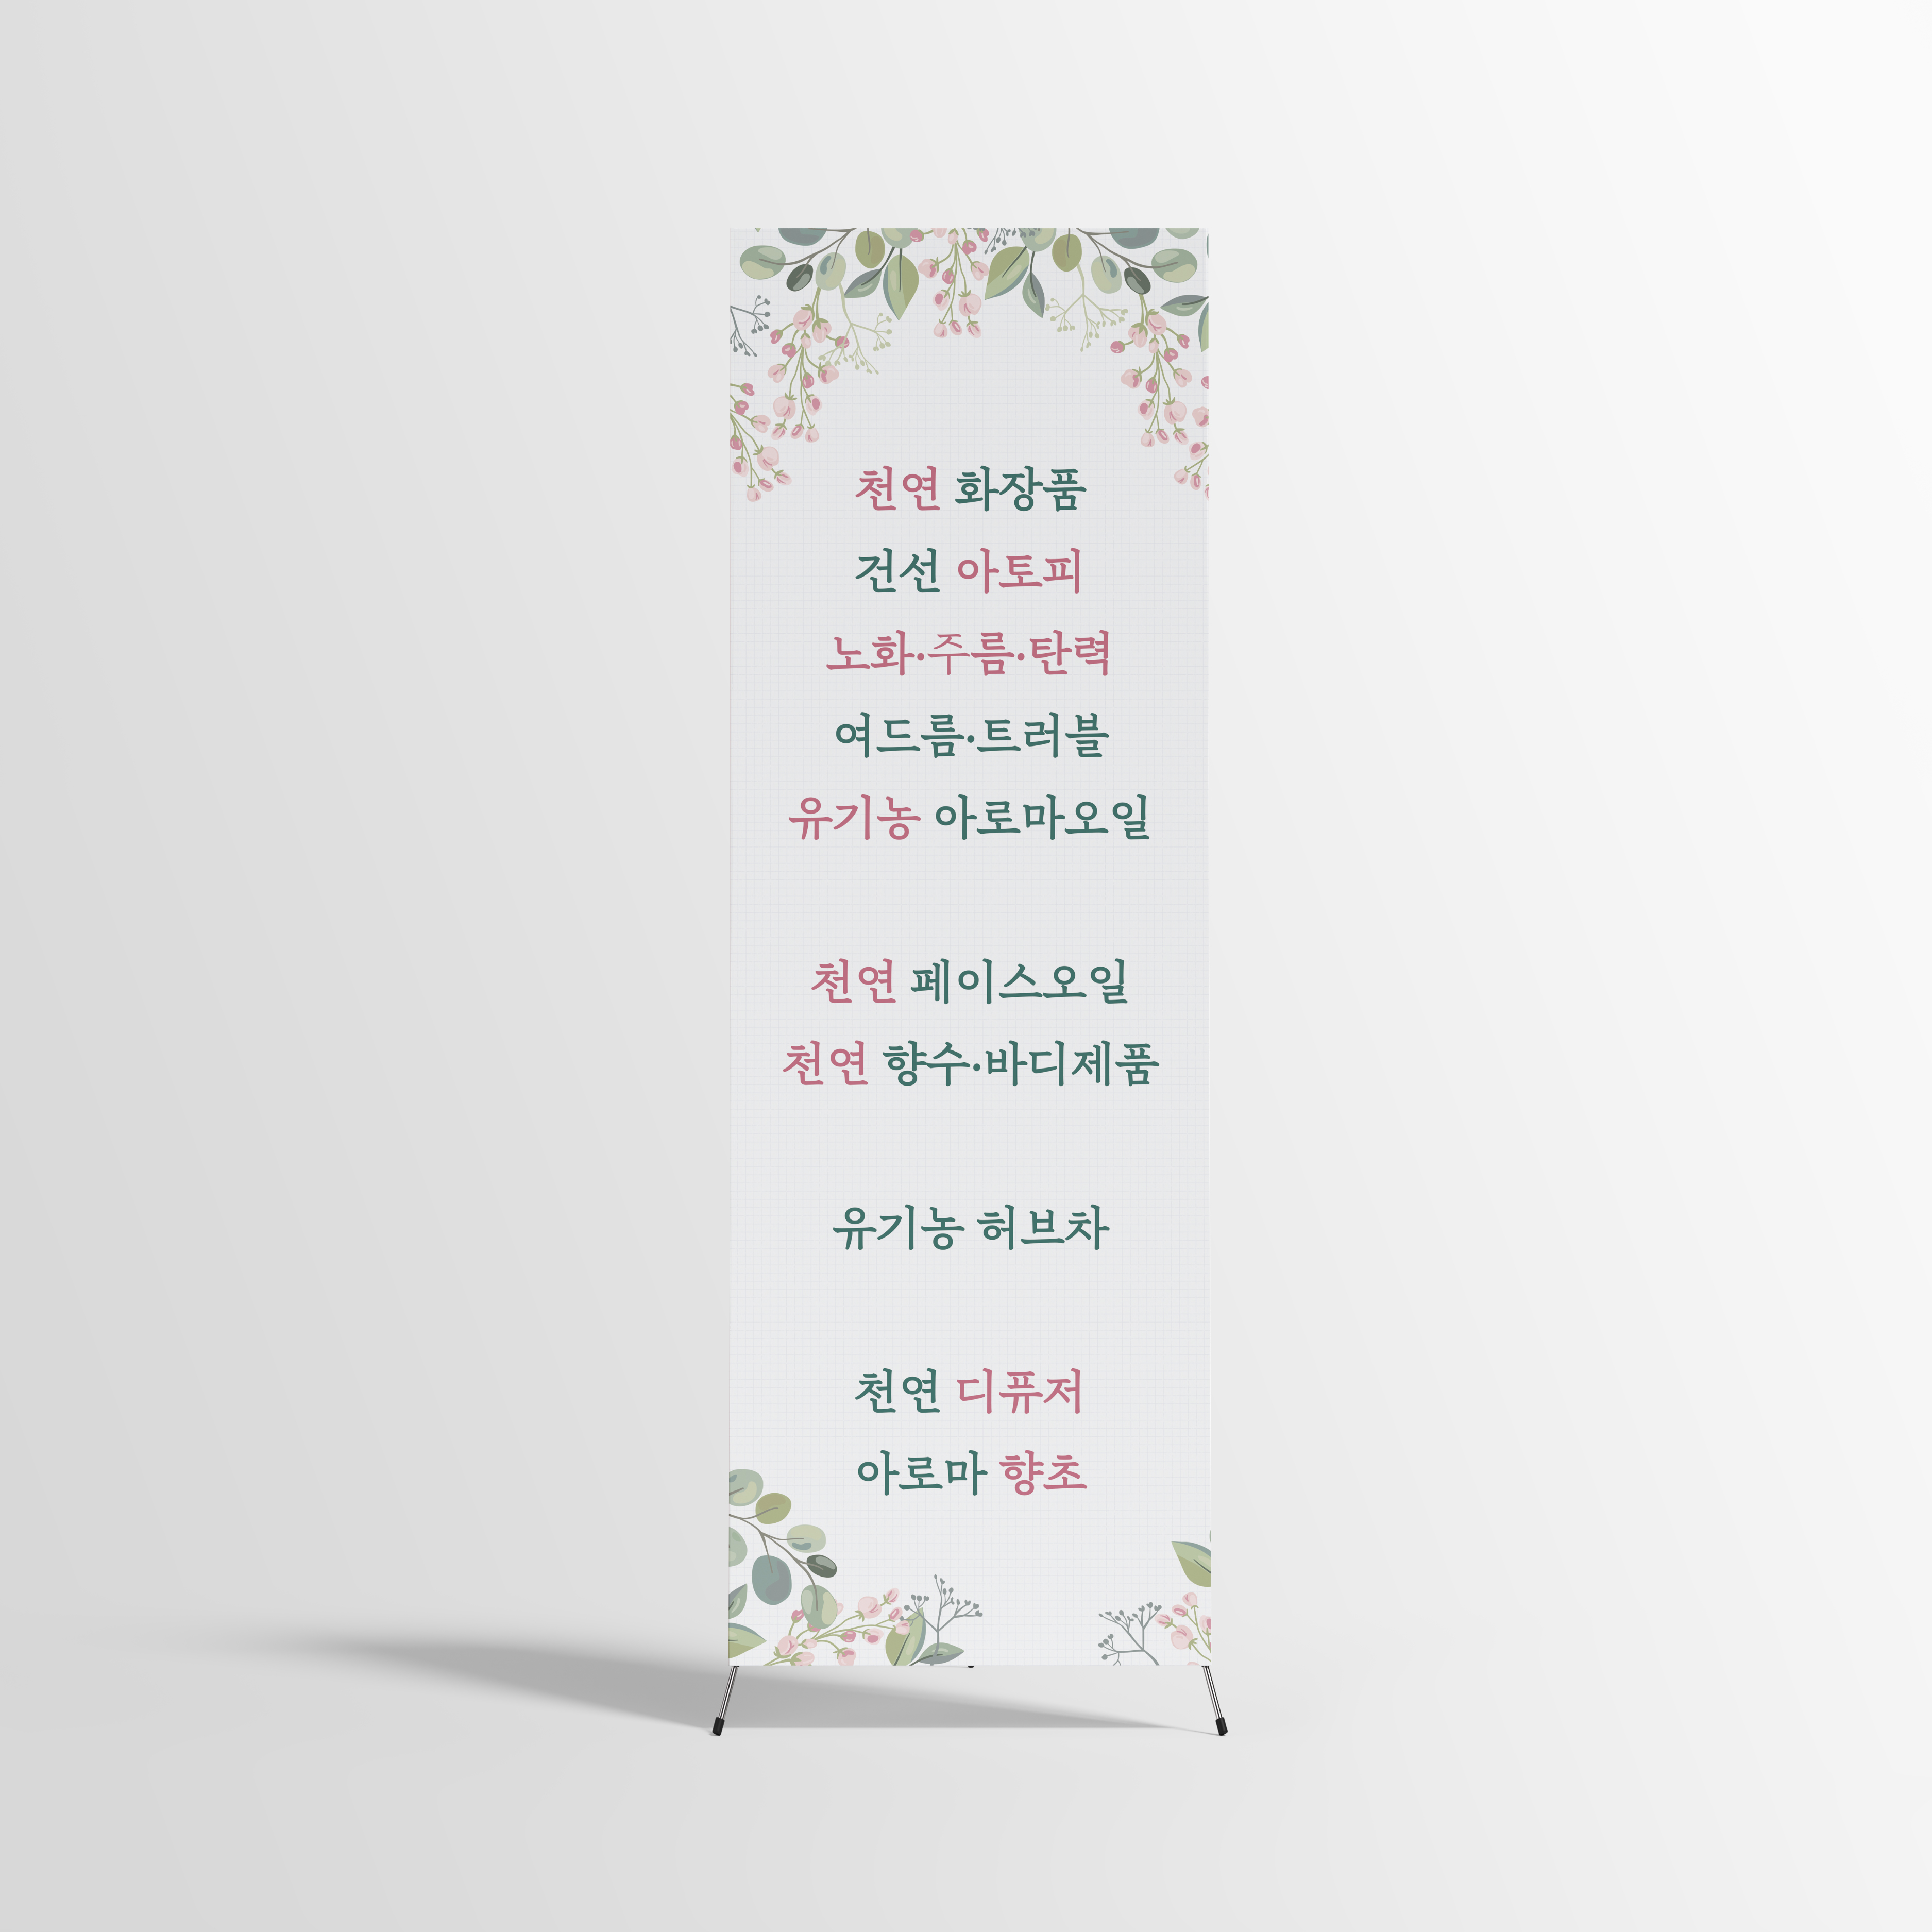 천연 화장품
건선 아토피
노화·주름·탄력
여드름·트러블
유기농 아로마오일
천연 페이스오일
천연 향수·바디제품
유기농 허브차
천연 디퓨저
아로마 향초